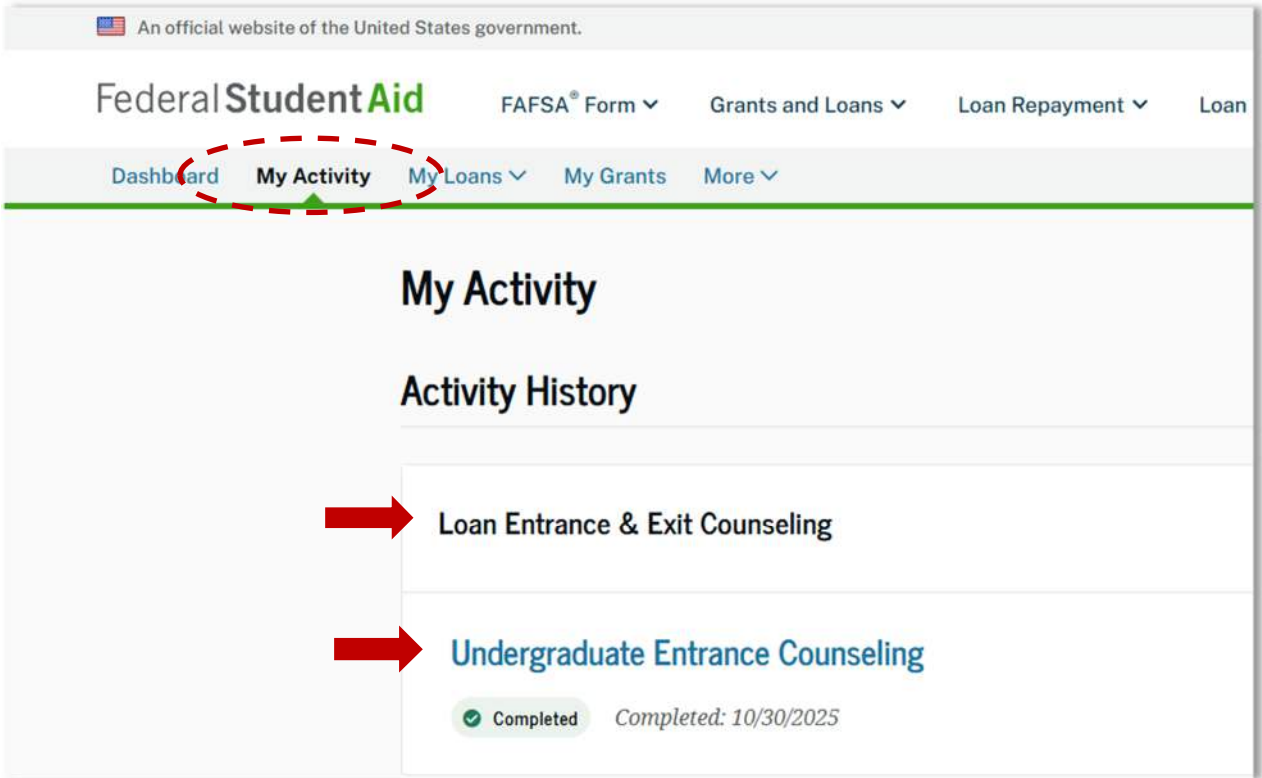 An official website of the United States government.
Federal Student Aid FAFSA® Form Grants and Loans Loan Repayment Loan
Dashboard My Activity My Loans My Grants More
My Activity
Activity History
Loan Entrance & Exit Counseling
Undergraduate Entrance Counseling
Completed Completed: 10/30/2025